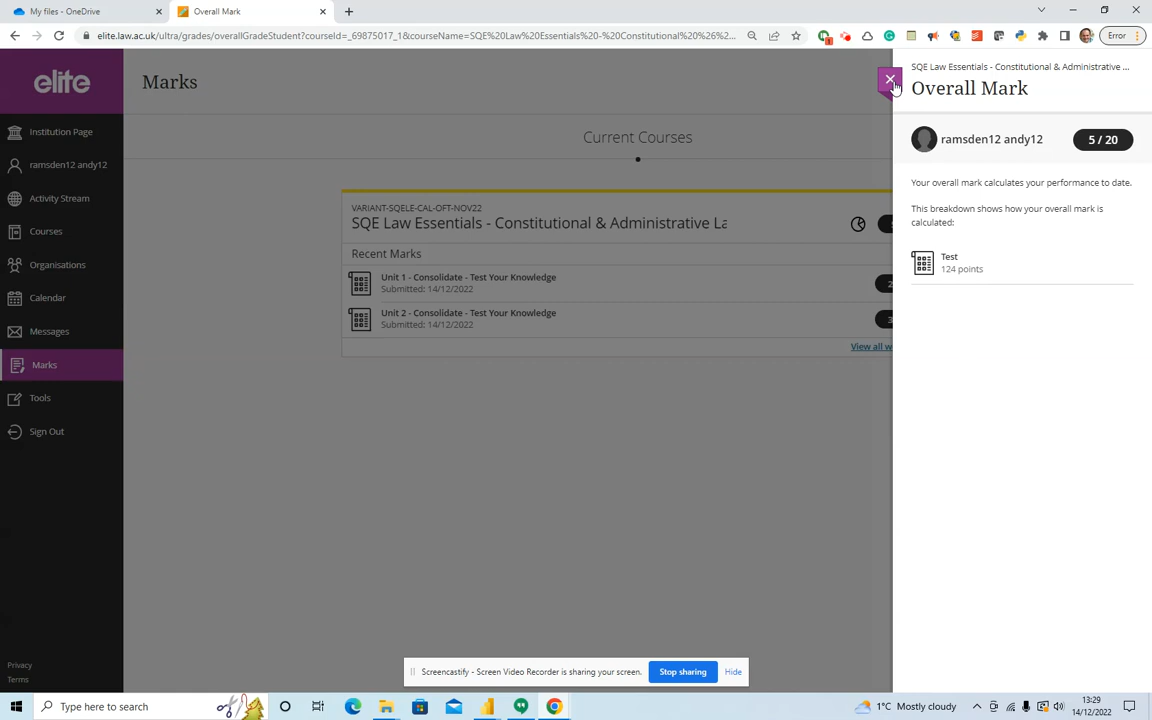 My files - OneDrive
Overall Mark
elite.law.ac.uk/ultra/grades/overallGradeStudent?courseId=_69875017_1&courseName=SQE%20Law%20Essentials%20-%20Constitutional%20%26%2...
Error
elite
Institution Page
ramsden12 andy12
Activity Stream
Courses
Organisations
Calendar
Messages
Marks
Tools
Sign Out
Privacy
Terms
Marks
Current Courses
VARIANT-SQELE-CAL-OFT-NOV22
SQE Law Essentials - Constitutional & Administrative La
Recent Marks
Unit 1 - Consolidate - Test Your Knowledge
Submitted: 14/12/2022
2
Unit 2 - Consolidate - Test Your Knowledge
Submitted: 14/12/2022
3
View all w
SQE Law Essentials - Constitutional & Administrative ...
Overall Mark
ramsden12 andy12
5 / 20
Your overall mark calculates your performance to date.
This breakdown shows how your overall mark is
calculated:
Test
124 points
Screencastify - Screen Video Recorder is sharing your screen.
Stop sharing
Hide
Type here to search
1°C Mostly cloudy
13:29
14/12/2022